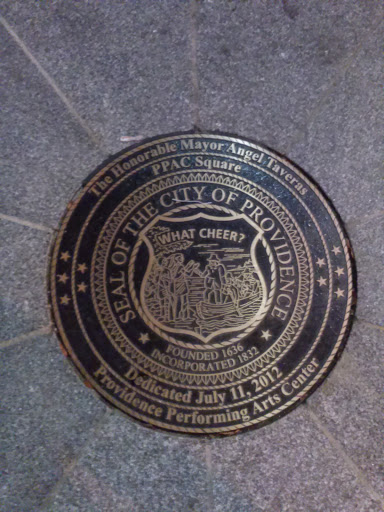 The Honorable Mayor Angel Taveras
PPAC Square
SEAL OF THE CITY OF PROVIDENCE
WHAT CHEER?
FOUNDED 1636
INCORPORATED 1832
Dedicated July 11, 2012
Providence Performing Arts Center